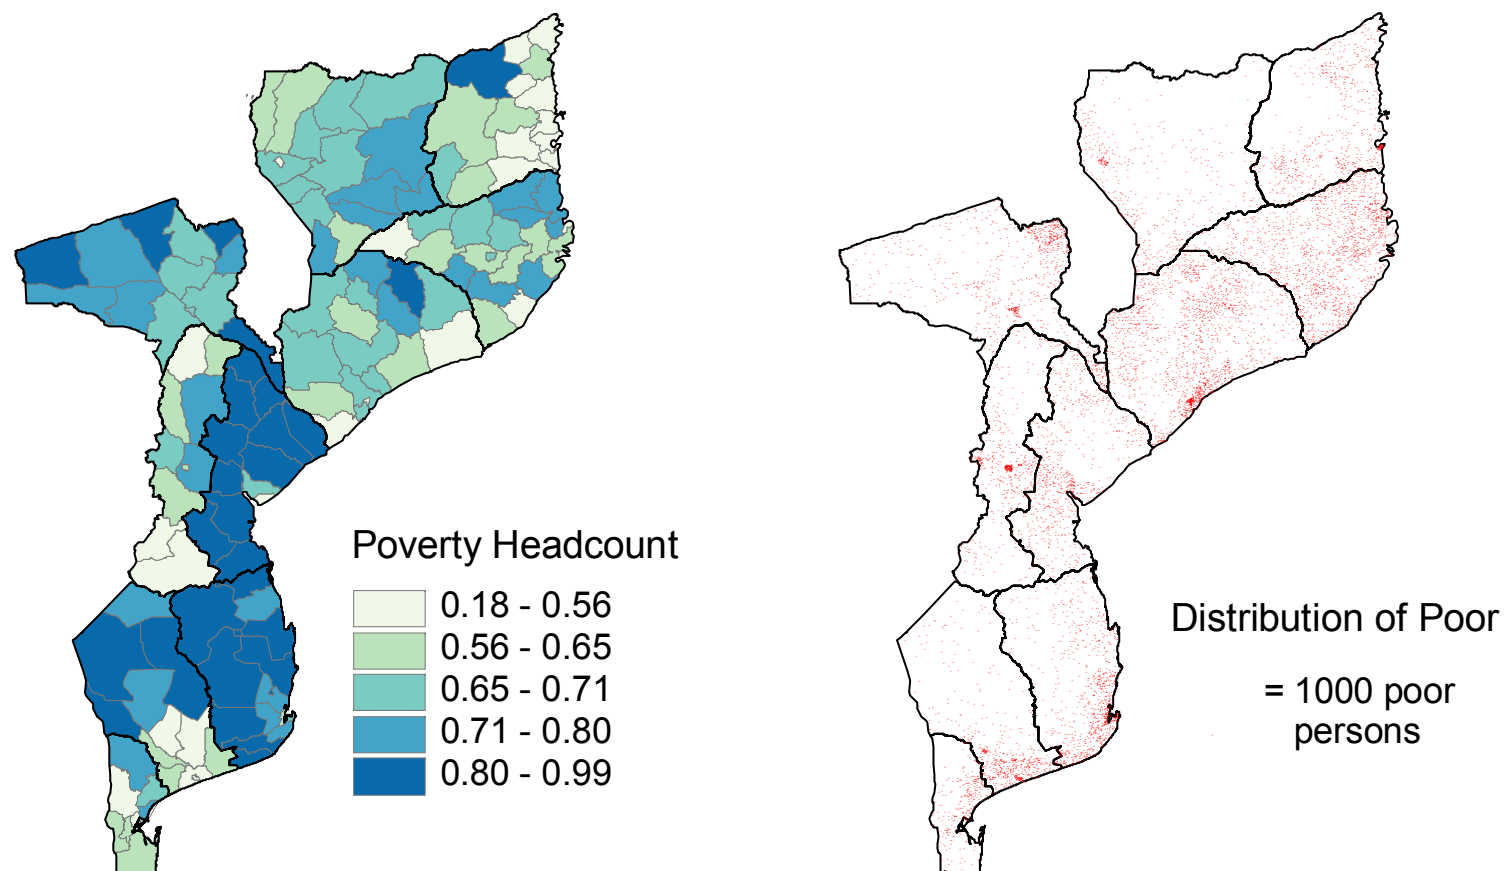 Poverty Headcount
0.18 - 0.56
0.56 - 0.65
0.65 - 0.71
0.71 - 0.80
0.80 - 0.99
Distribution of Poor
= 1000 poor
persons